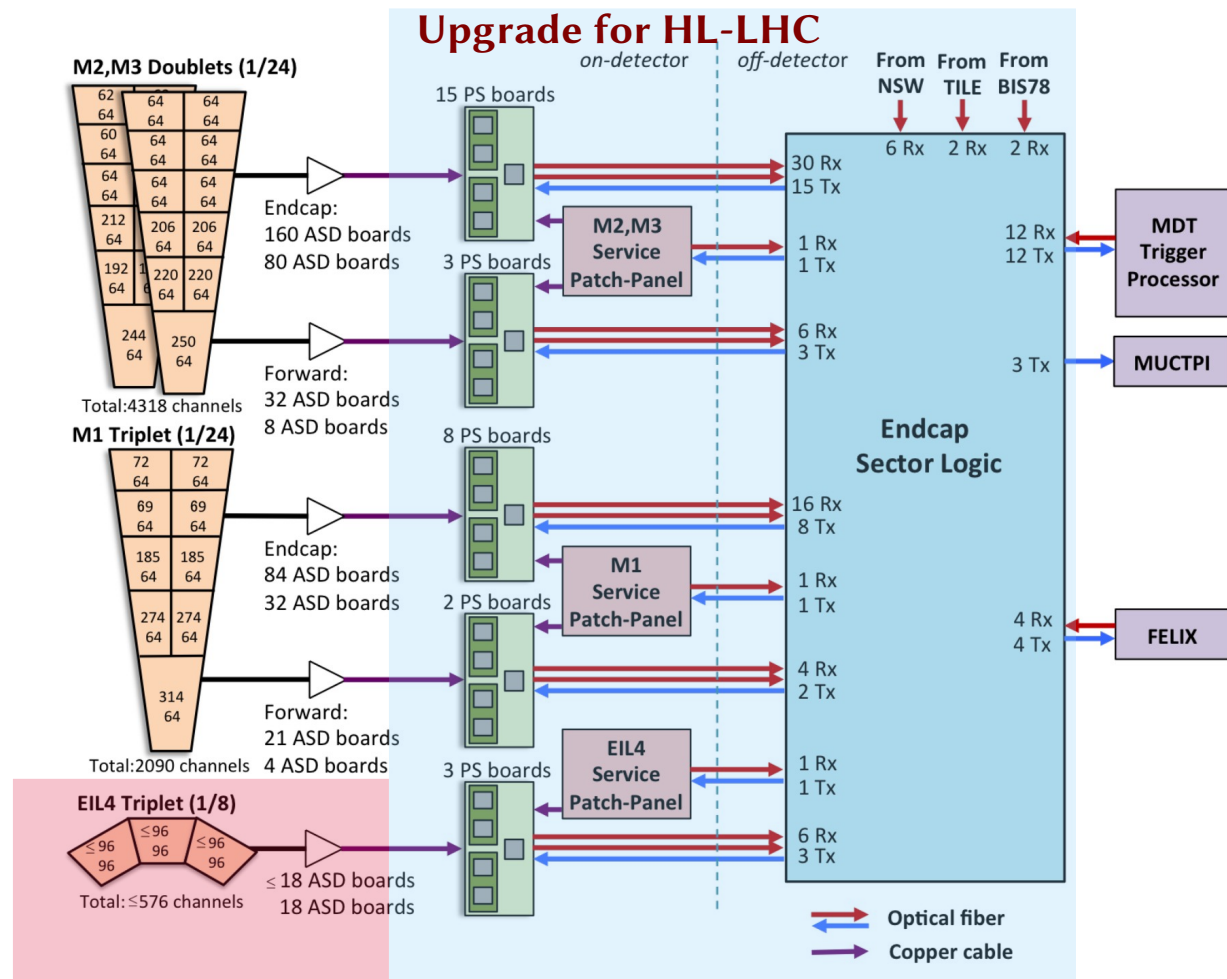 Upgrade for HL-LHC
on-detector
off-detector
From
NSW
From
TILE
From
BIS78
6 Rx
2 Rx
2 Rx
M2,M3 Doublets (1/24)
62
64
60
64
64
64
212
64
192
64
244
64
64
64
64
64
64
64
64
64
64
64
64
64
206
64
206
64
220
64
220
64
250
64
Total:4318 channels
Endcap:
160 ASD boards
80 ASD boards
Forward:
32 ASD boards
8 ASD boards
15 PS boards
3 PS boards
M2,M3
Service
Patch-Panel
30 Rx
15 Tx
1 Rx
1 Tx
6 Rx
3 Tx
M1 Triplet (1/24)
72
64
72
64
69
64
69
64
185
64
185
64
274
64
274
64
314
64
Total:2090 channels
Endcap:
84 ASD boards
32 ASD boards
Forward:
21 ASD boards
4 ASD boards
8 PS boards
2 PS boards
M1
Service
Patch-Panel
16 Rx
8 Tx
1 Rx
1 Tx
4 Rx
2 Tx
EIL4 Triplet (1/8)
≤96
96
≤96
96
≤96
96
Total:≤576 channels
≤18 ASD boards
18 ASD boards
3 PS boards
EIL4
Service
Patch-Panel
1 Rx
1 Tx
6 Rx
3 Tx
Endcap
Sector Logic
12 Rx
12 Tx
3 Tx
4 Rx
4 Tx
MDT
Trigger
Processor
MUCTPI
FELIX
Optical fiber
Copper cable